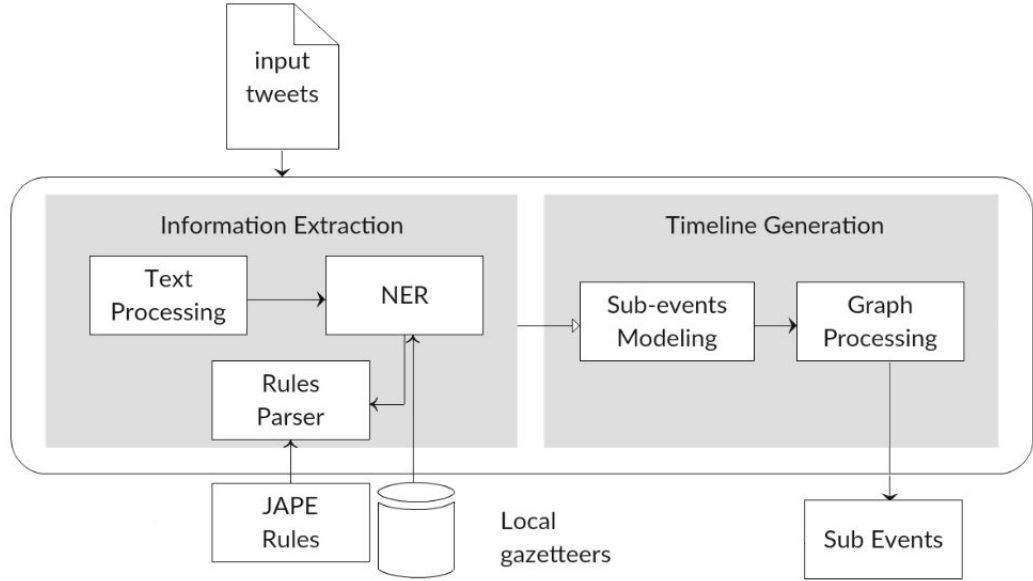 input
tweets
Information Extraction
Text
Processing
NER
Rules
Parser
Timeline Generation
Sub-events
Modeling
Graph
Processing
JAPE
Rules
Local
gazetteers
Sub Events